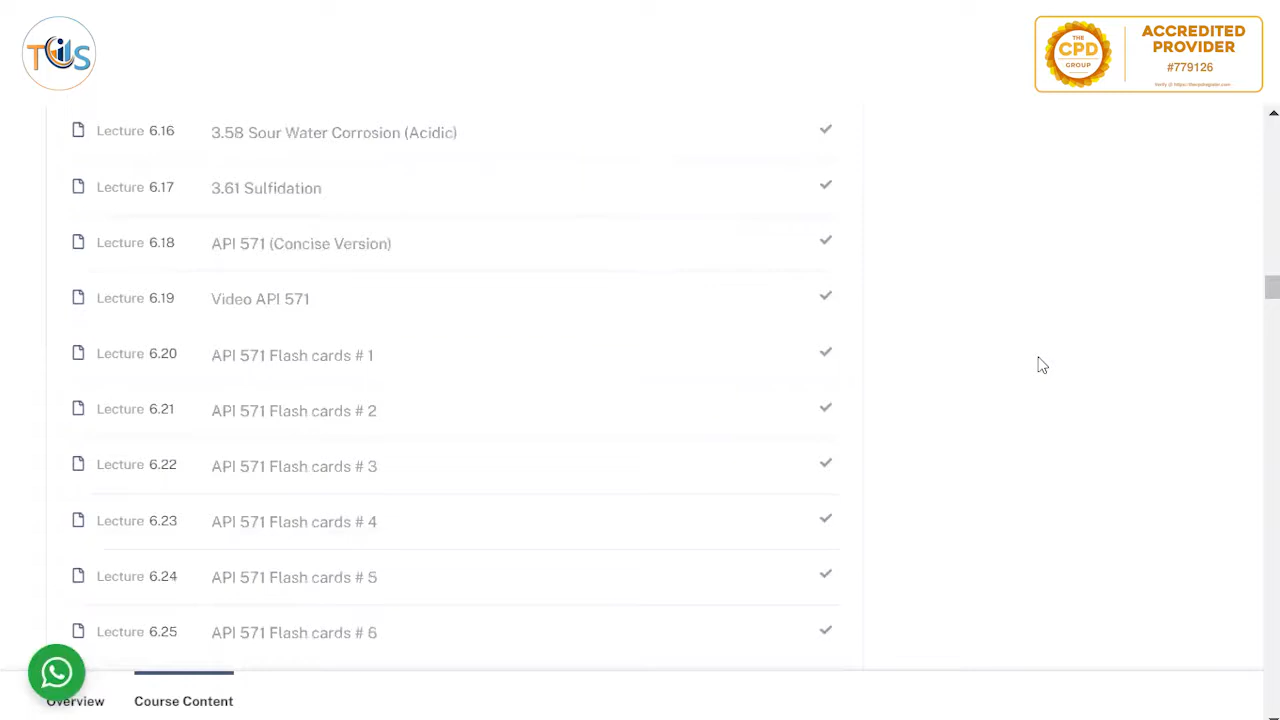 TCIS
THE
CPD
GROUP
ACCREDITED
PROVIDER
#779126
Lecture 6.16 3.58 Sour Water Corrosion (Acidic)
Lecture 6.17 3.61 Sulfidation
Lecture 6.18 API 571 (Concise Version)
Lecture 6.19 Video API 571
Lecture 6.20 API 571 Flash cards # 1
Lecture 6.21 API 571 Flash cards # 2
Lecture 6.22 API 571 Flash cards # 3
Lecture 6.23 API 571 Flash cards # 4
Lecture 6.24 API 571 Flash cards # 5
Lecture 6.25 API 571 Flash cards # 6
Overview Course Content